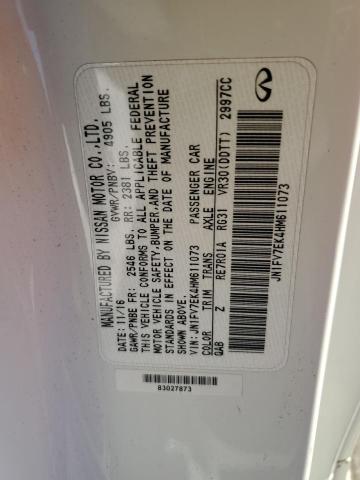 MANUFACTURED BY NISSAN MOTOR CO.,LTD.
DATE: 11/16 GVWR/PNBV: 4905 LBS.
GAWR/PNBE FR: 2546 LBS. RR: 2381 LBS.
THIS VEHICLE CONFORMS TO ALL APPLICABLE FEDERAL
MOTOR VEHICLE SAFETY,BUMPER,AND THEFT PREVENTION
STANDARDS IN EFFECT ON THE DATE OF MANUFACTURE
SHOWN ABOVE.
VIN: JN1FV7EK4HM611073 PASSENGER CAR
COLOR TRIM TRANS AXLE ENGINE
QAB Z RE7R01A RG31 VR30(DDTT) 2997CC
JN1FV7EK4HM611073
83027873